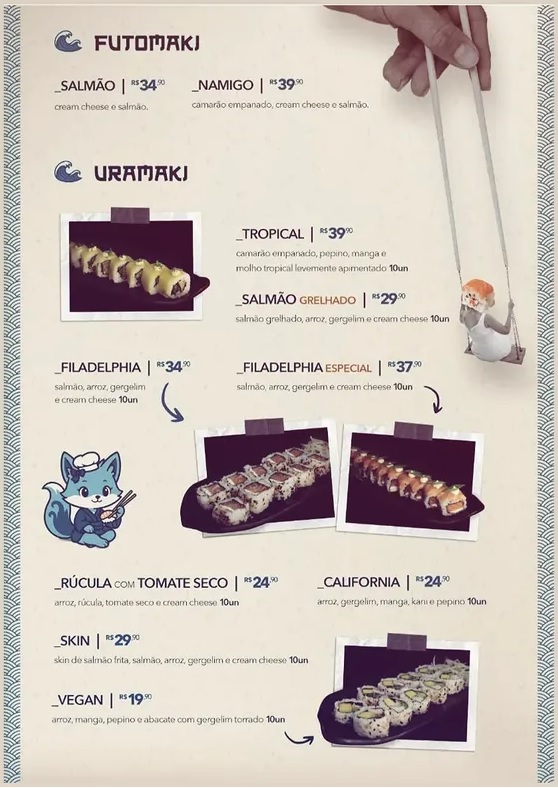 FUTOMAKI
_SALMÃO | R$34,90
cream cheese e salmão.
_NAMIGO | R$39,90
camarão empanado, cream cheese e salmão.
URAMAKI
_TROPICAL | R$39,90
camarão empanado, pepino, manga e
molho tropical levemente apimentado 10un
_SALMÃO GRELHADO | R$29,90
salmão grelhado, arroz, gergelim e cream cheese 10un
_FILADELPHIA | R$34,90
salmão, arroz, gergelim
e cream cheese 10un
_FILADELPHIA ESPECIAL | R$37,90
salmão, arroz, gergelim e cream cheese 10un
_RÚCULA COM TOMATE SECO | R$24,90
arroz, rúcula, tomate seco e cream cheese 10un
_CALIFORNIA | R$24,90
arroz, gergelim, manga, kani e pepino 10un
_SKIN | R$29,90
skin de salmão frita, salmão, arroz, gergelim e cream cheese 10un
_VEGAN | R$19,90
arroz, manga, pepino e abacate com gergelim torrado 10un